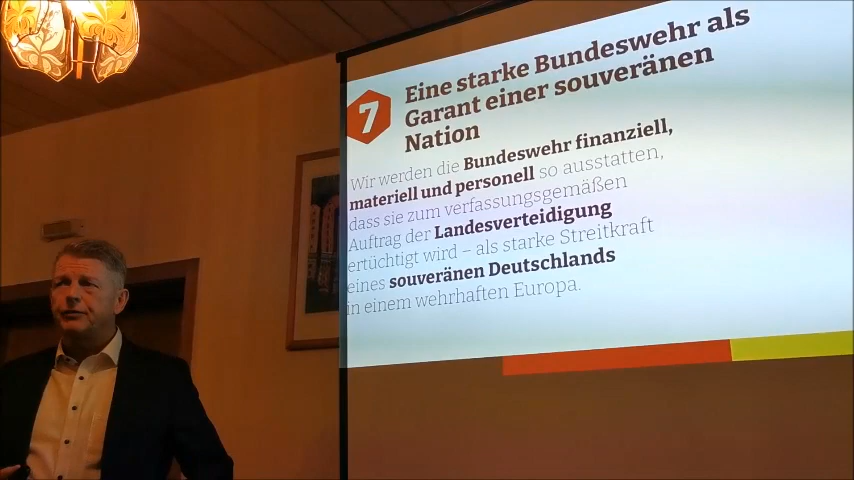 7
Eine starke Bundeswehr als
Garant einer souveränen
Nation
Wir werden die Bundeswehr finanziell,
materiell und personell so ausstatten,
dass sie zum verfassungsgemäßen
Auftrag der Landesverteidigung
ertüchtigt wird – als starke Streitkraft
eines souveränen Deutschlands
in einem wehrhaften Europa.